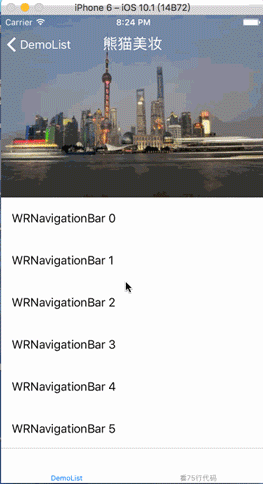 iPhone 6 – iOS 10.1 (14B72)
Carrier 8:24 PM
DemoList 熊猫美妆
WRNavigationBar 0
WRNavigationBar 1
WRNavigationBar 2
WRNavigationBar 3
WRNavigationBar 4
WRNavigationBar 5
DemoList 看75行代码